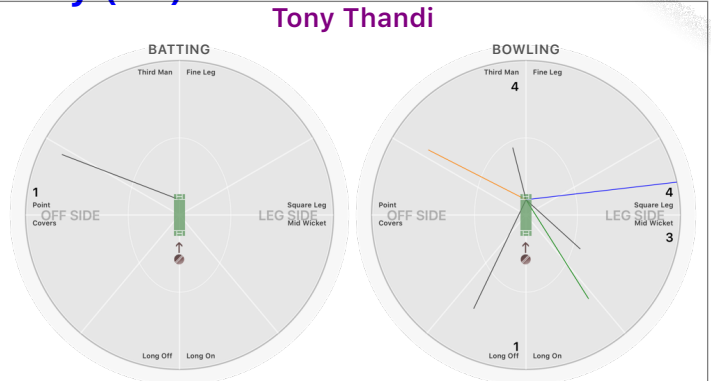 Tony Thandi
BATTING
Third Man Fine Leg
1
Point
OFF SIDE
Covers
Square Leg
LEG SIDE
Mid Wicket
Long Off Long On
BOWLING
Third Man Fine Leg
4
Point
OFF SIDE
Covers
4
Square Leg
LEG SIDE
Mid Wicket
3
1
Long Off Long On